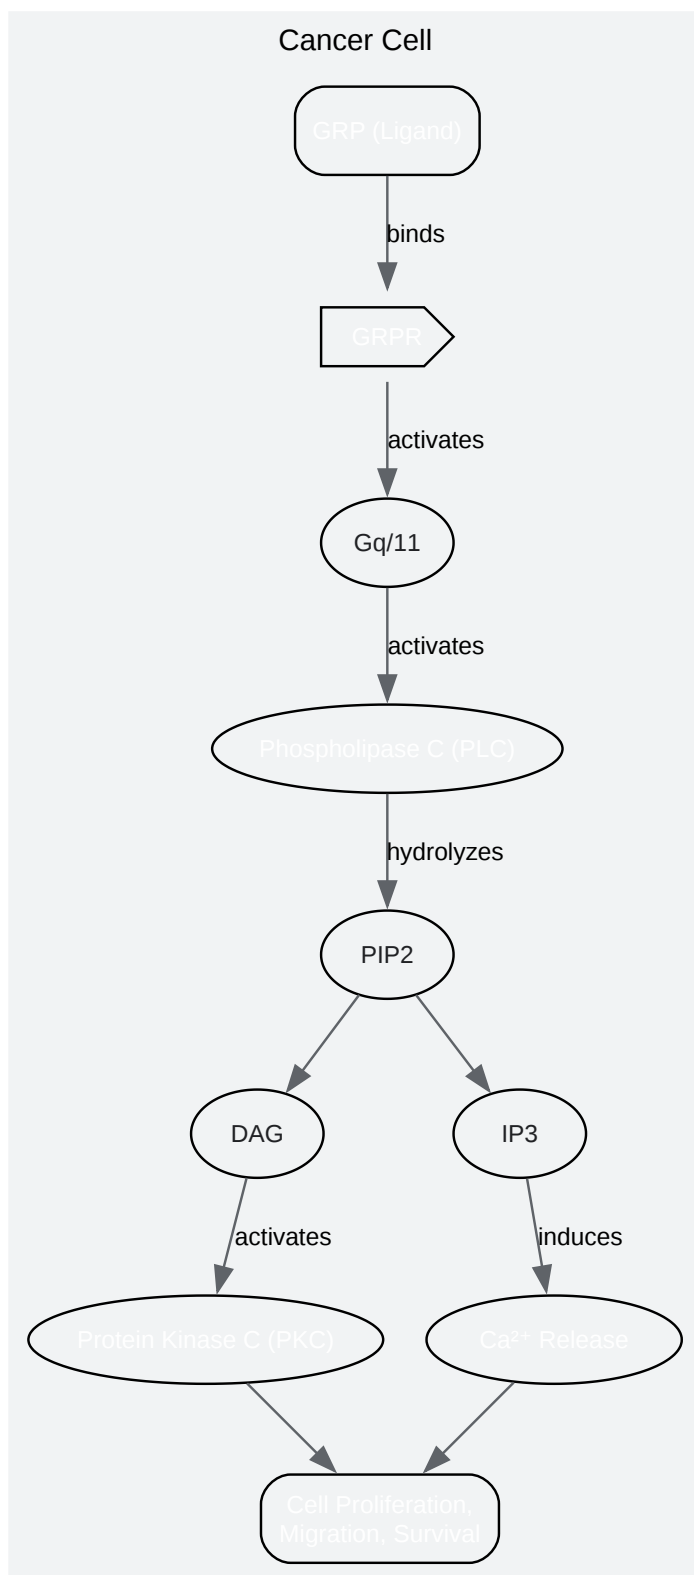 Cancer Cell
GRP (Ligand)
binds
GRPR
activates
Gq/11
activates
Phospholipase C (PLC)
hydrolyzes
PIP2
DAG
IP3
activates
induces
Protein Kinase C (PKC)
Ca²⁺ Release
Cell Proliferation,
Migration, Survival